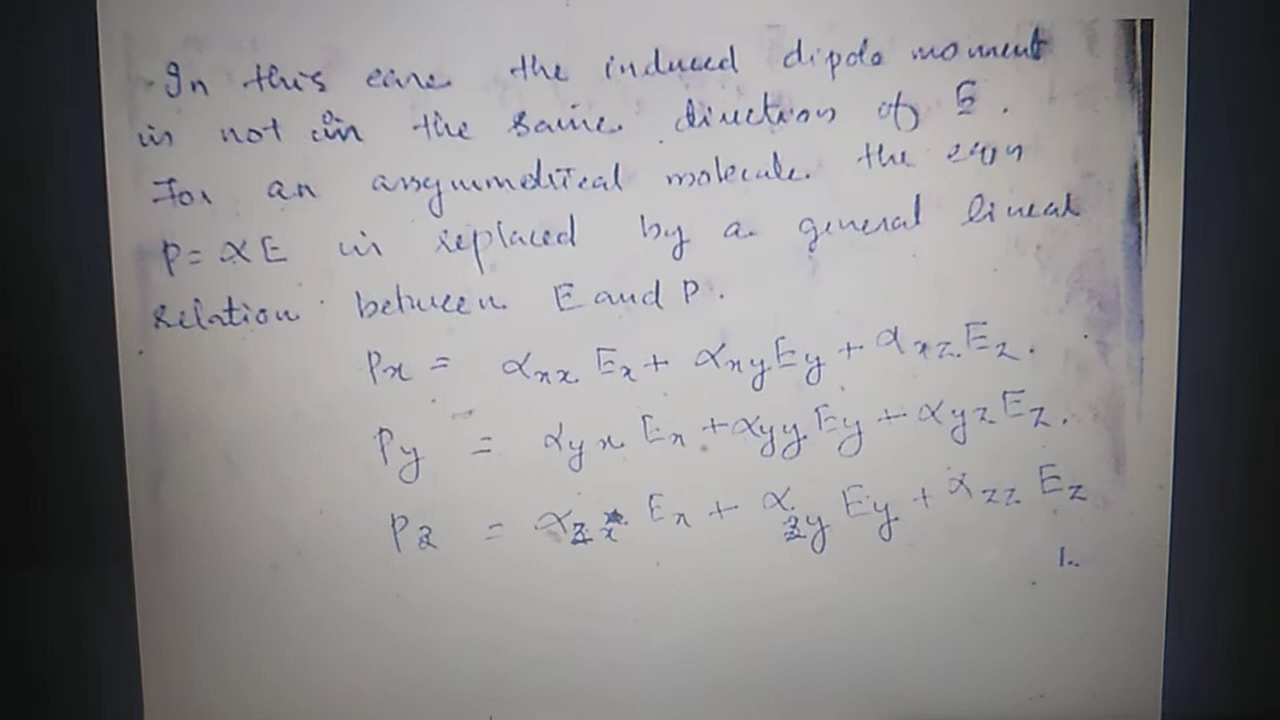 In this case the induced dipole moment
is not in the same direction of E.
For an assymmetrical molecule the eqn
P = αE is replaced by a general linear
relation between E and P.
Px = αxx Ex + αxy Ey + αxz Ez.
Py = αyx Ex + αyy Ey + αyz Ez.
Pz = αzx Ex + αzy Ey + αzz Ez
1..